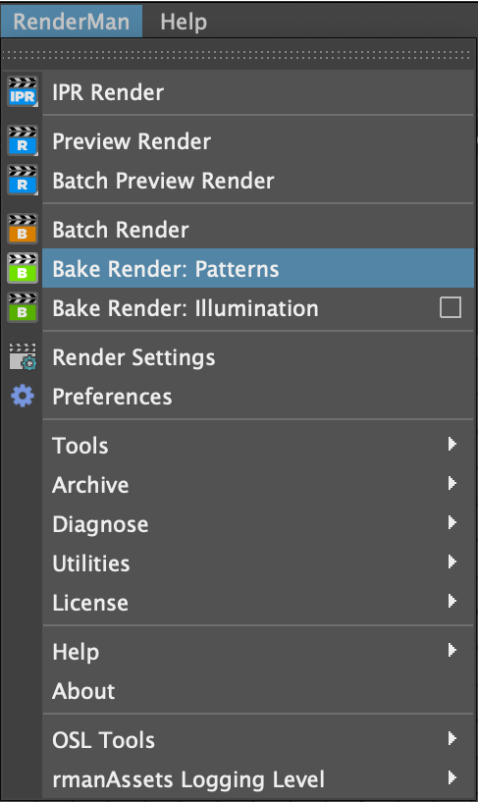 RenderMan Help
IPR IPR Render
R Preview Render
R Batch Preview Render
B Batch Render
B Bake Render: Patterns
B Bake Render: Illumination
Render Settings
Preferences
Tools
Archive
Diagnose
Utilities
License
Help
About
OSL Tools
rmanAssets Logging Level